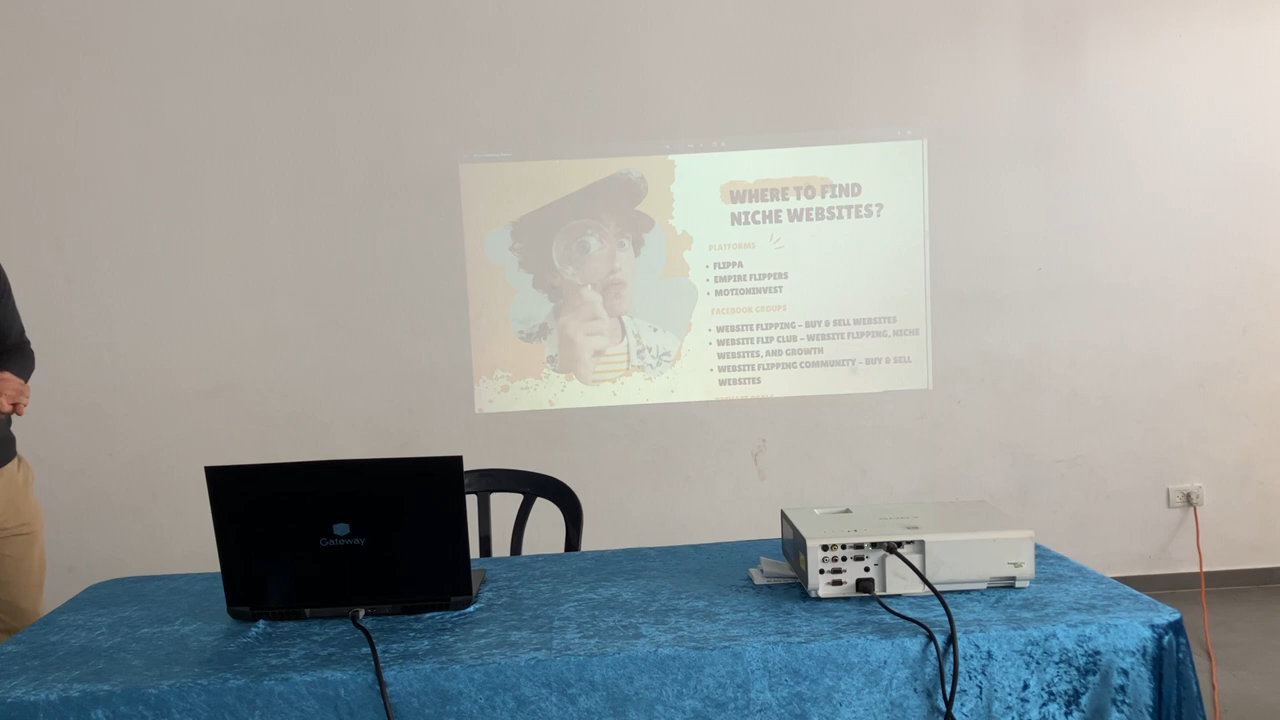 WHERE TO FIND
NICHE WEBSITES?
PLATFORMS
• FLIPPA
• EMPIRE FLIPPERS
• MOTIONINVEST
FACEBOOK GROUPS
• WEBSITE FLIPPING – BUY & SELL WEBSITES
• WEBSITE FLIP CLUB – WEBSITE FLIPPING, NICHE
WEBSITES, AND GROWTH
• WEBSITE FLIPPING COMMUNITY – BUY & SELL
WEBSITES
Gateway